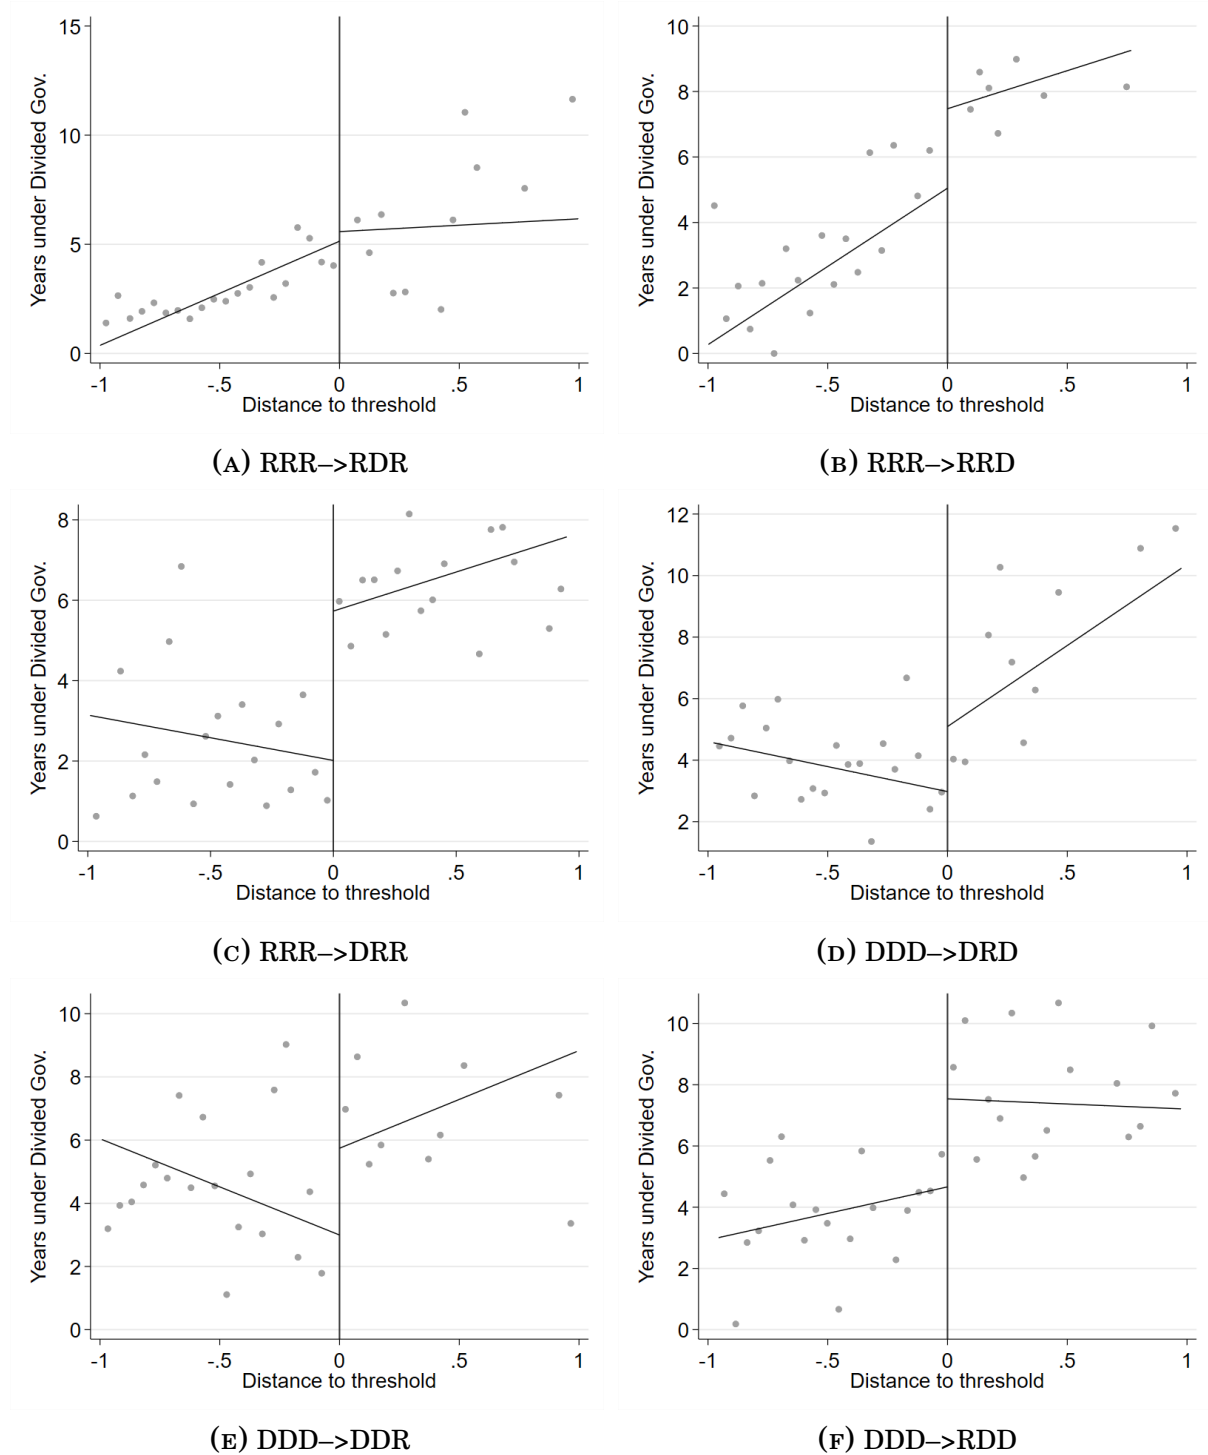 15
10
5
0
Years under Divided Gov.
-1 -.5 0 .5 1
Distance to threshold
(A) RRR–>RDR
10
8
6
4
2
0
Years under Divided Gov.
-1 -.5 0 .5 1
Distance to threshold
(B) RRR–>RRD
8
6
4
2
0
Years under Divided Gov.
-1 -.5 0 .5 1
Distance to threshold
(C) RRR–>DRR
12
10
8
6
4
2
Years under Divided Gov.
-1 -.5 0 .5 1
Distance to threshold
(D) DDD–>DRD
10
8
6
4
2
0
Years under Divided Gov.
-1 -.5 0 .5 1
Distance to threshold
(E) DDD–>DDR
10
8
6
4
2
0
Years under Divided Gov.
-1 -.5 0 .5 1
Distance to threshold
(F) DDD–>RDD